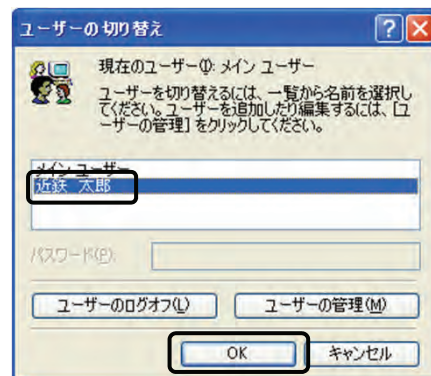 ユーザーの切り替え
現在のユーザー(I): メイン ユーザー
ユーザーを切り替えるには、一覧から名前を選択し
てください。ユーザーを追加したり編集するには、[ユ
ーザーの管理] をクリックしてください。
メイン ユーザー
近鉄 太郎
パスワード(P):
ユーザーのログオフ(L)
ユーザーの管理(M)
OK
キャンセル